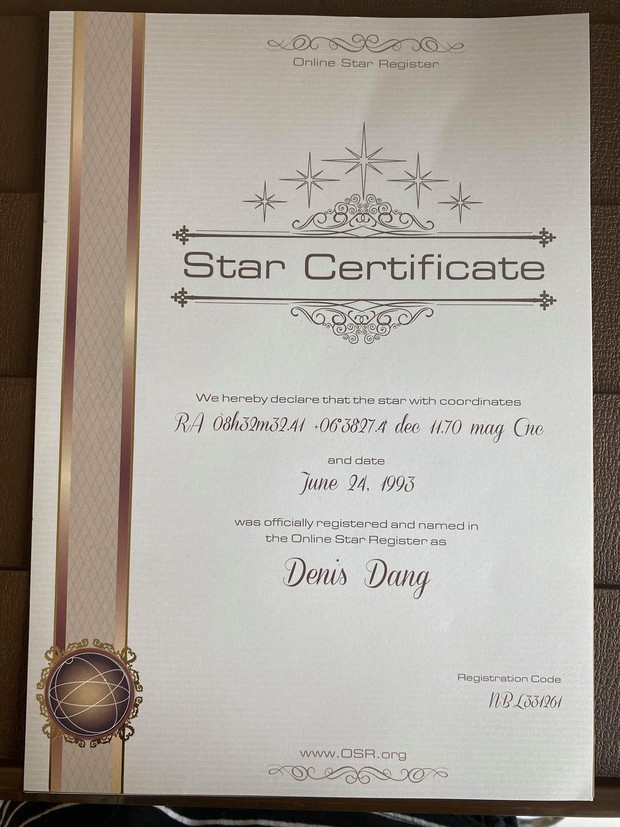 Online Star Register
Star Certificate
We hereby declare that the star with coordinates
RA 08h32m32.41 +06°3827.4" dec 11.70 mag Cnc
and date
June 24, 1993
was officially registered and named in
the Online Star Register as
Denis Dang
Registration Code
NBL331261
www.OSR.org